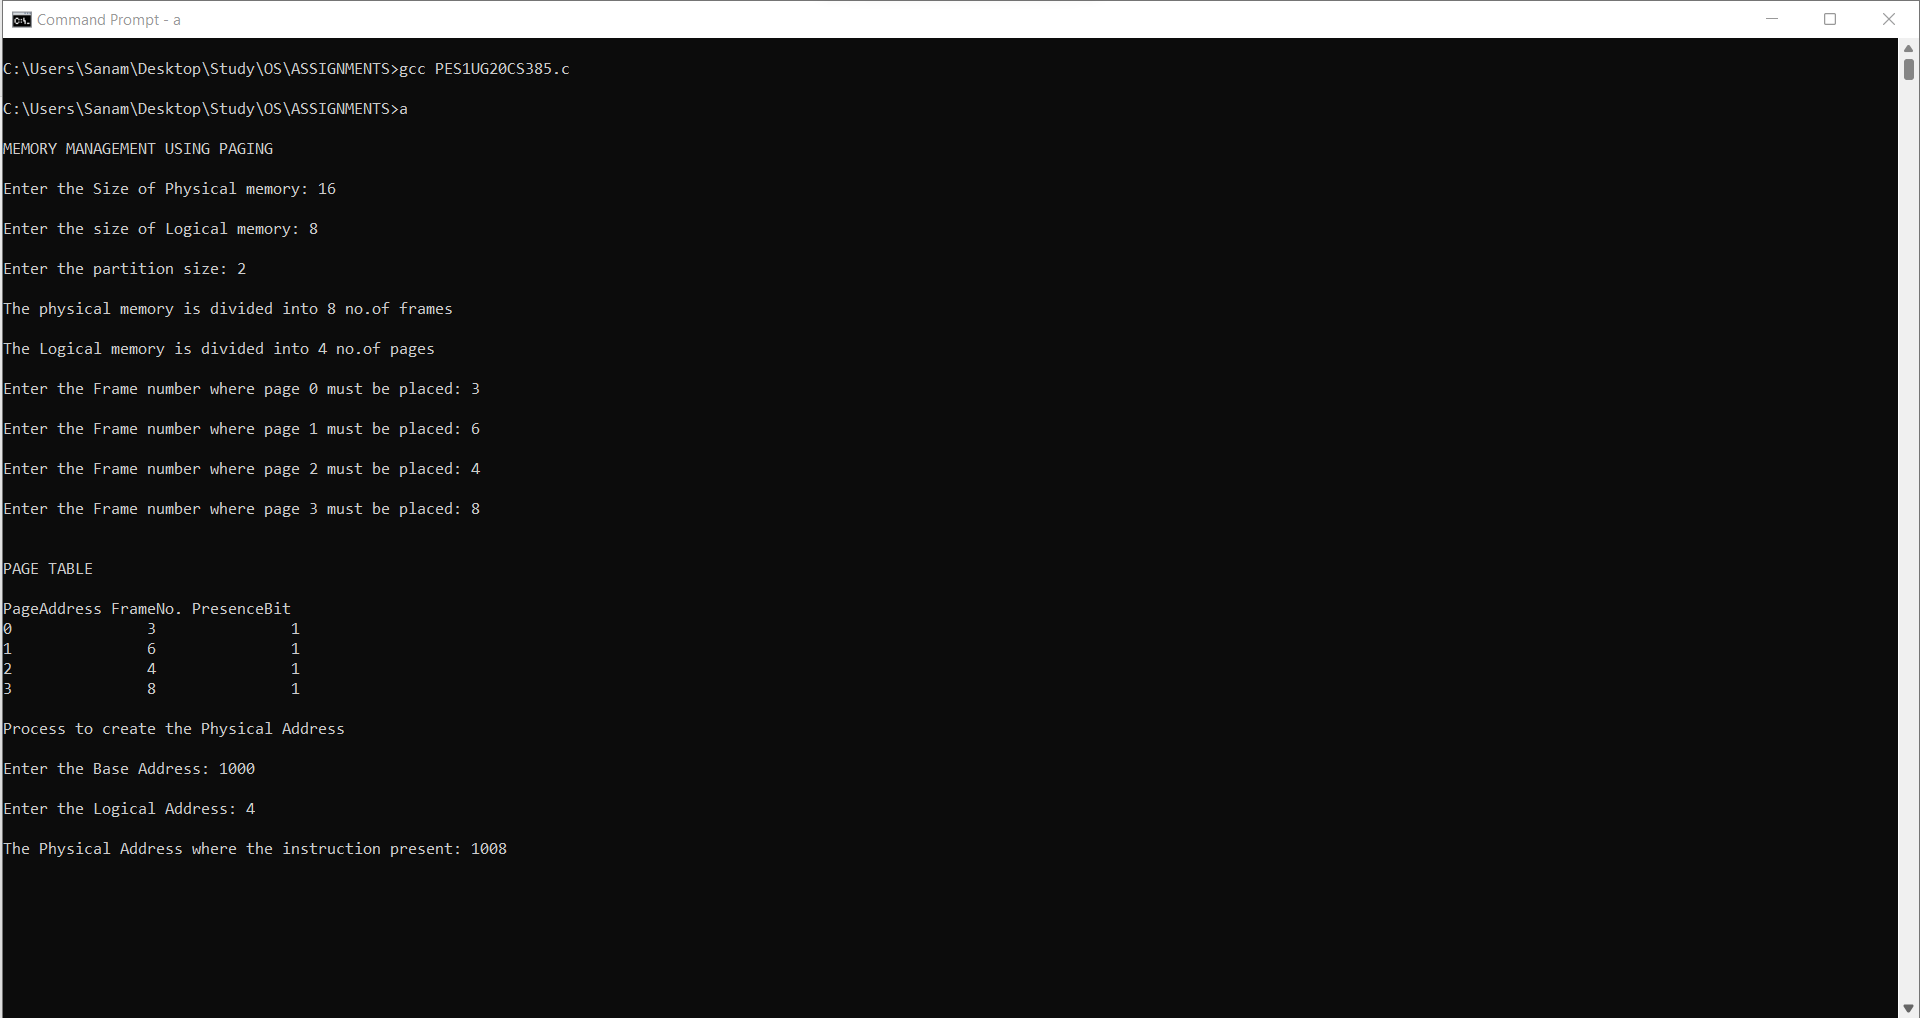 Command Prompt - a
C:\Users\Sanam\Desktop\Study\OS\ASSIGNMENTS>gcc PES1UG20CS385.c
C:\Users\Sanam\Desktop\Study\OS\ASSIGNMENTS>a
MEMORY MANAGEMENT USING PAGING
Enter the Size of Physical memory: 16
Enter the size of Logical memory: 8
Enter the partition size: 2
The physical memory is divided into 8 no.of frames
The Logical memory is divided into 4 no.of pages
Enter the Frame number where page 0 must be placed: 3
Enter the Frame number where page 1 must be placed: 6
Enter the Frame number where page 2 must be placed: 4
Enter the Frame number where page 3 must be placed: 8
PAGE TABLE
PageAddress FrameNo. PresenceBit
0 3 1
1 6 1
2 4 1
3 8 1
Process to create the Physical Address
Enter the Base Address: 1000
Enter the Logical Address: 4
The Physical Address where the instruction present: 1008